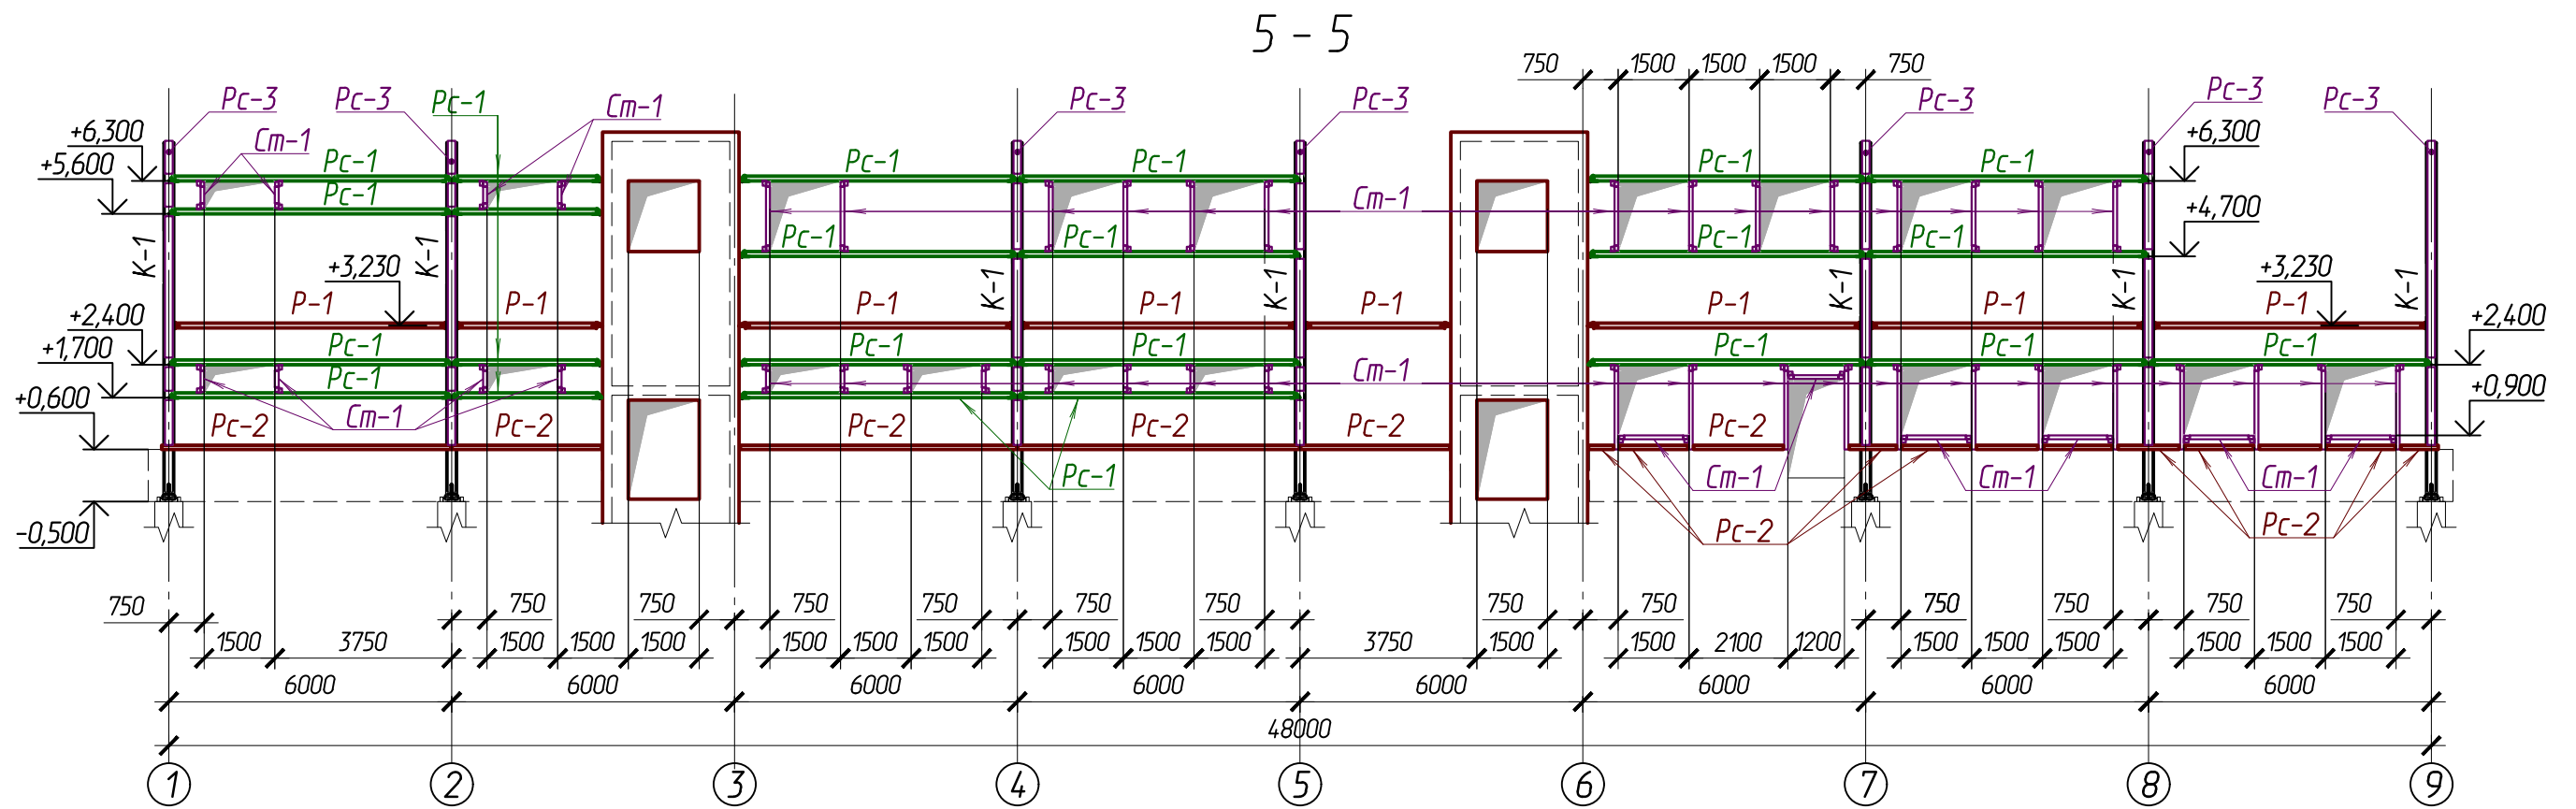 5 - 5
750 1500 1500 1500 750
Рс-3 Рс-3 Рс-1 Ст-1 Рс-3 Рс-3 Рс-3 Рс-3 Рс-3
+6,300 Ст-1 +6,300
+5,600 Рс-1 Рс-1 Рс-1 Рс-1 Рс-1
Рс-1 Ст-1 +4,700
К-1 К-1 Рс-1 Рс-1 Рс-1 Рс-1
+3,230 К-1 К-1 К-1 К-1 +3,230 К-1
Р-1 Р-1 Р-1 Р-1 Р-1 Р-1 Р-1 Р-1
+2,400 +2,400
+1,700 Рс-1 Рс-1 Рс-1 Рс-1 Рс-1 Рс-1
Рс-1 Ст-1 +0,900
+0,600 Ст-1
Рс-2 Рс-2 Рс-2 Рс-2 Рс-2 Рс-2
Рс-1 Ст-1 Ст-1 Ст-1
-0,500 Рс-2 Рс-2
750 750 750 750 750 750 750 750 750 750 750 750 750
1500 3750 1500 1500 1500 1500 1500 1500 1500 1500 1500 3750 1500 1500 2100 1200 1500 1500 1500 1500 1500 1500
6000 6000 6000 6000 6000 6000 6000 6000
48000
1 2 3 4 5 6 7 8 9